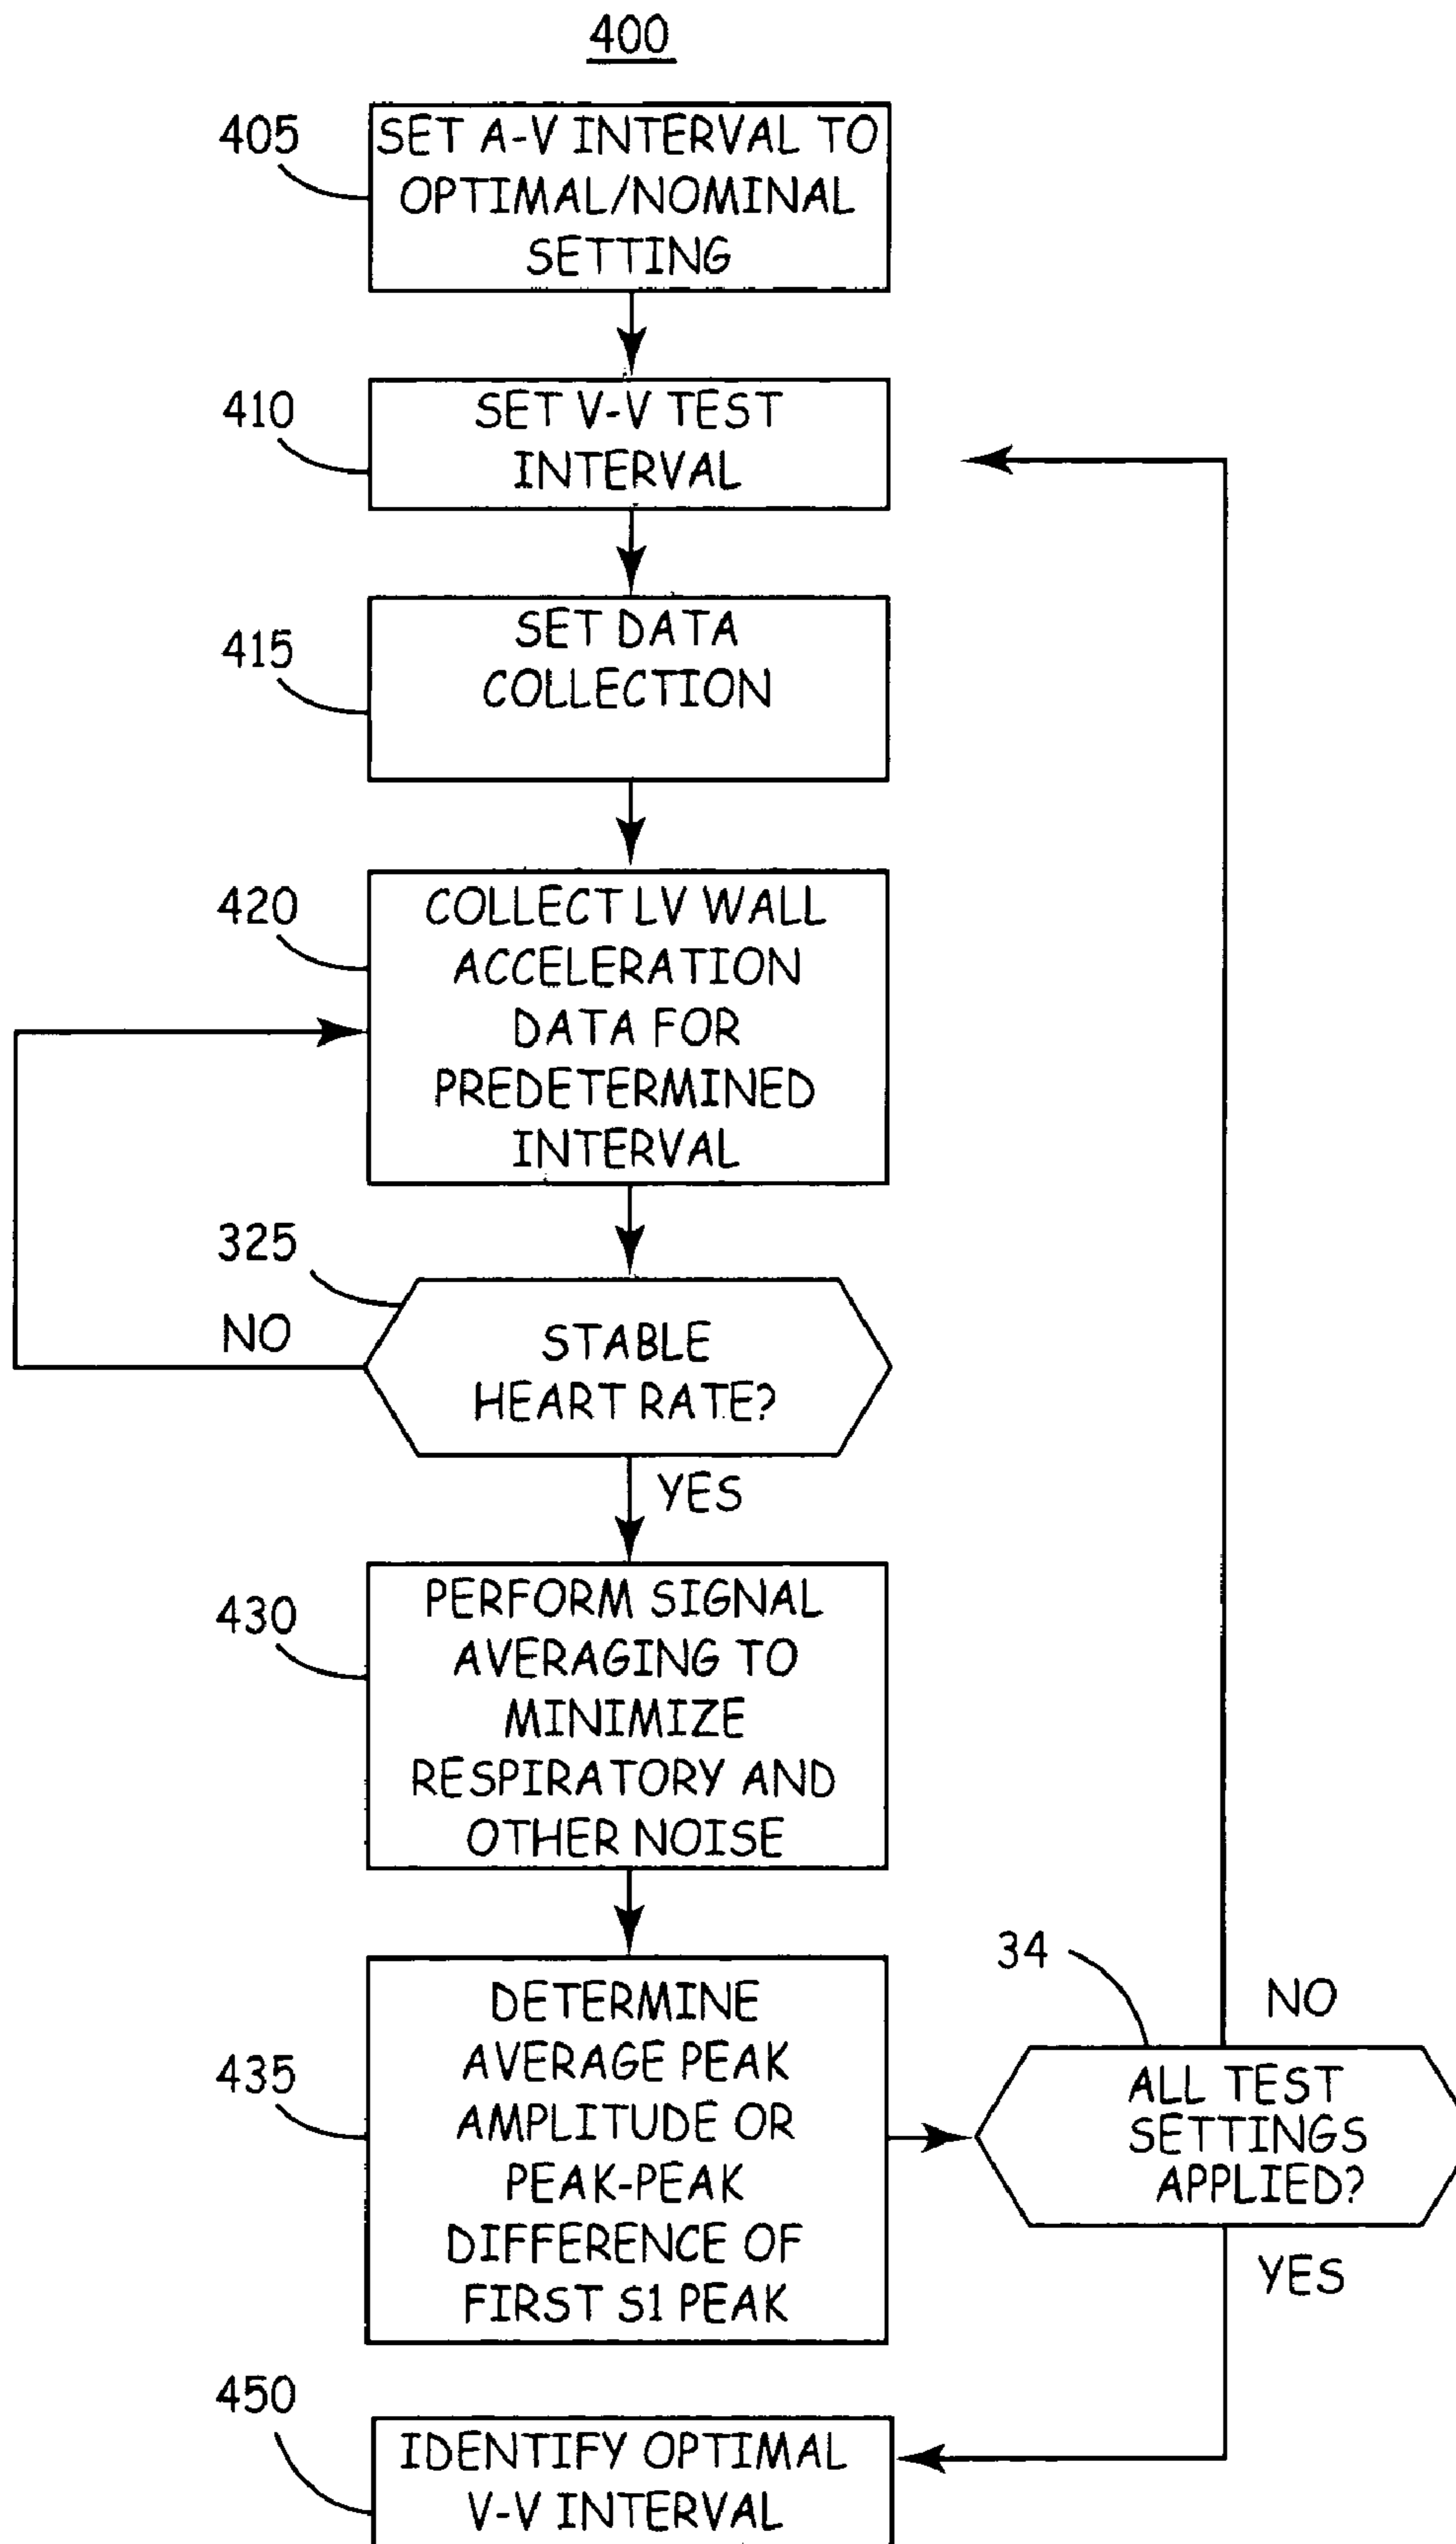 400
405
SET A-V INTERVAL TO
OPTIMAL/NOMINAL
SETTING
410
SET V-V TEST
INTERVAL
415
SET DATA
COLLECTION
420
COLLECT LV WALL
ACCELERATION
DATA FOR
PREDETERMINED
INTERVAL
325
NO
STABLE
HEART RATE?
YES
430
PERFORM SIGNAL
AVERAGING TO
MINIMIZE
RESPIRATORY AND
OTHER NOISE
435
DETERMINE
AVERAGE PEAK
AMPLITUDE OR
PEAK-PEAK
DIFFERENCE OF
FIRST S1 PEAK
34
NO
ALL TEST
SETTINGS
APPLIED?
YES
450
IDENTIFY OPTIMAL
V-V INTERVAL